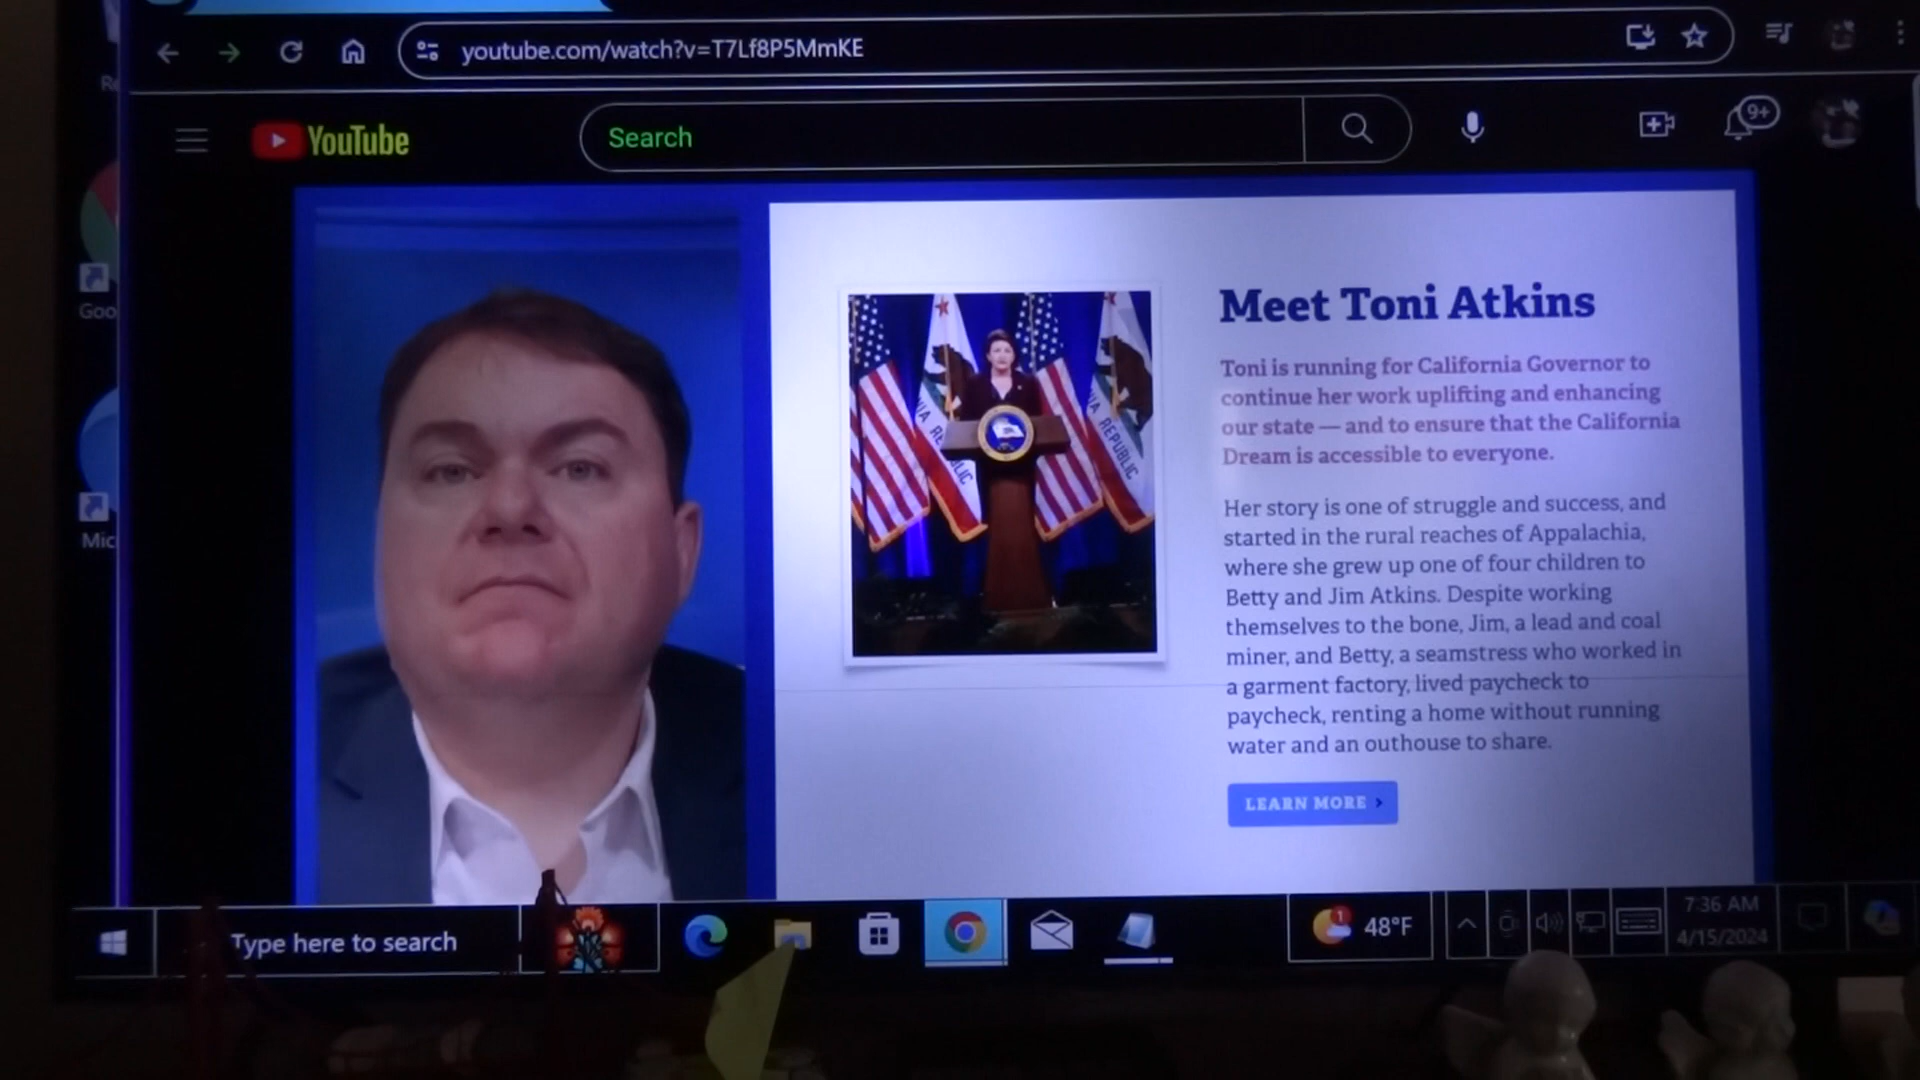 youtube.com/watch?v=T7Lf8P5MmKE
YouTube
Search
9+
Goo
Mic
Meet Toni Atkins
Toni is running for California Governor to
continue her work uplifting and enhancing
our state — and to ensure that the California
Dream is accessible to everyone.
Her story is one of struggle and success, and
started in the rural reaches of Appalachia,
where she grew up one of four children to
Betty and Jim Atkins. Despite working
themselves to the bone, Jim, a lead and coal
miner, and Betty, a seamstress who worked in
a garment factory, lived paycheck to
paycheck, renting a home without running
water and an outhouse to share.
LEARN MORE
REPUBLIC
Type here to search
1
48°F
7:36 AM
4/15/2024